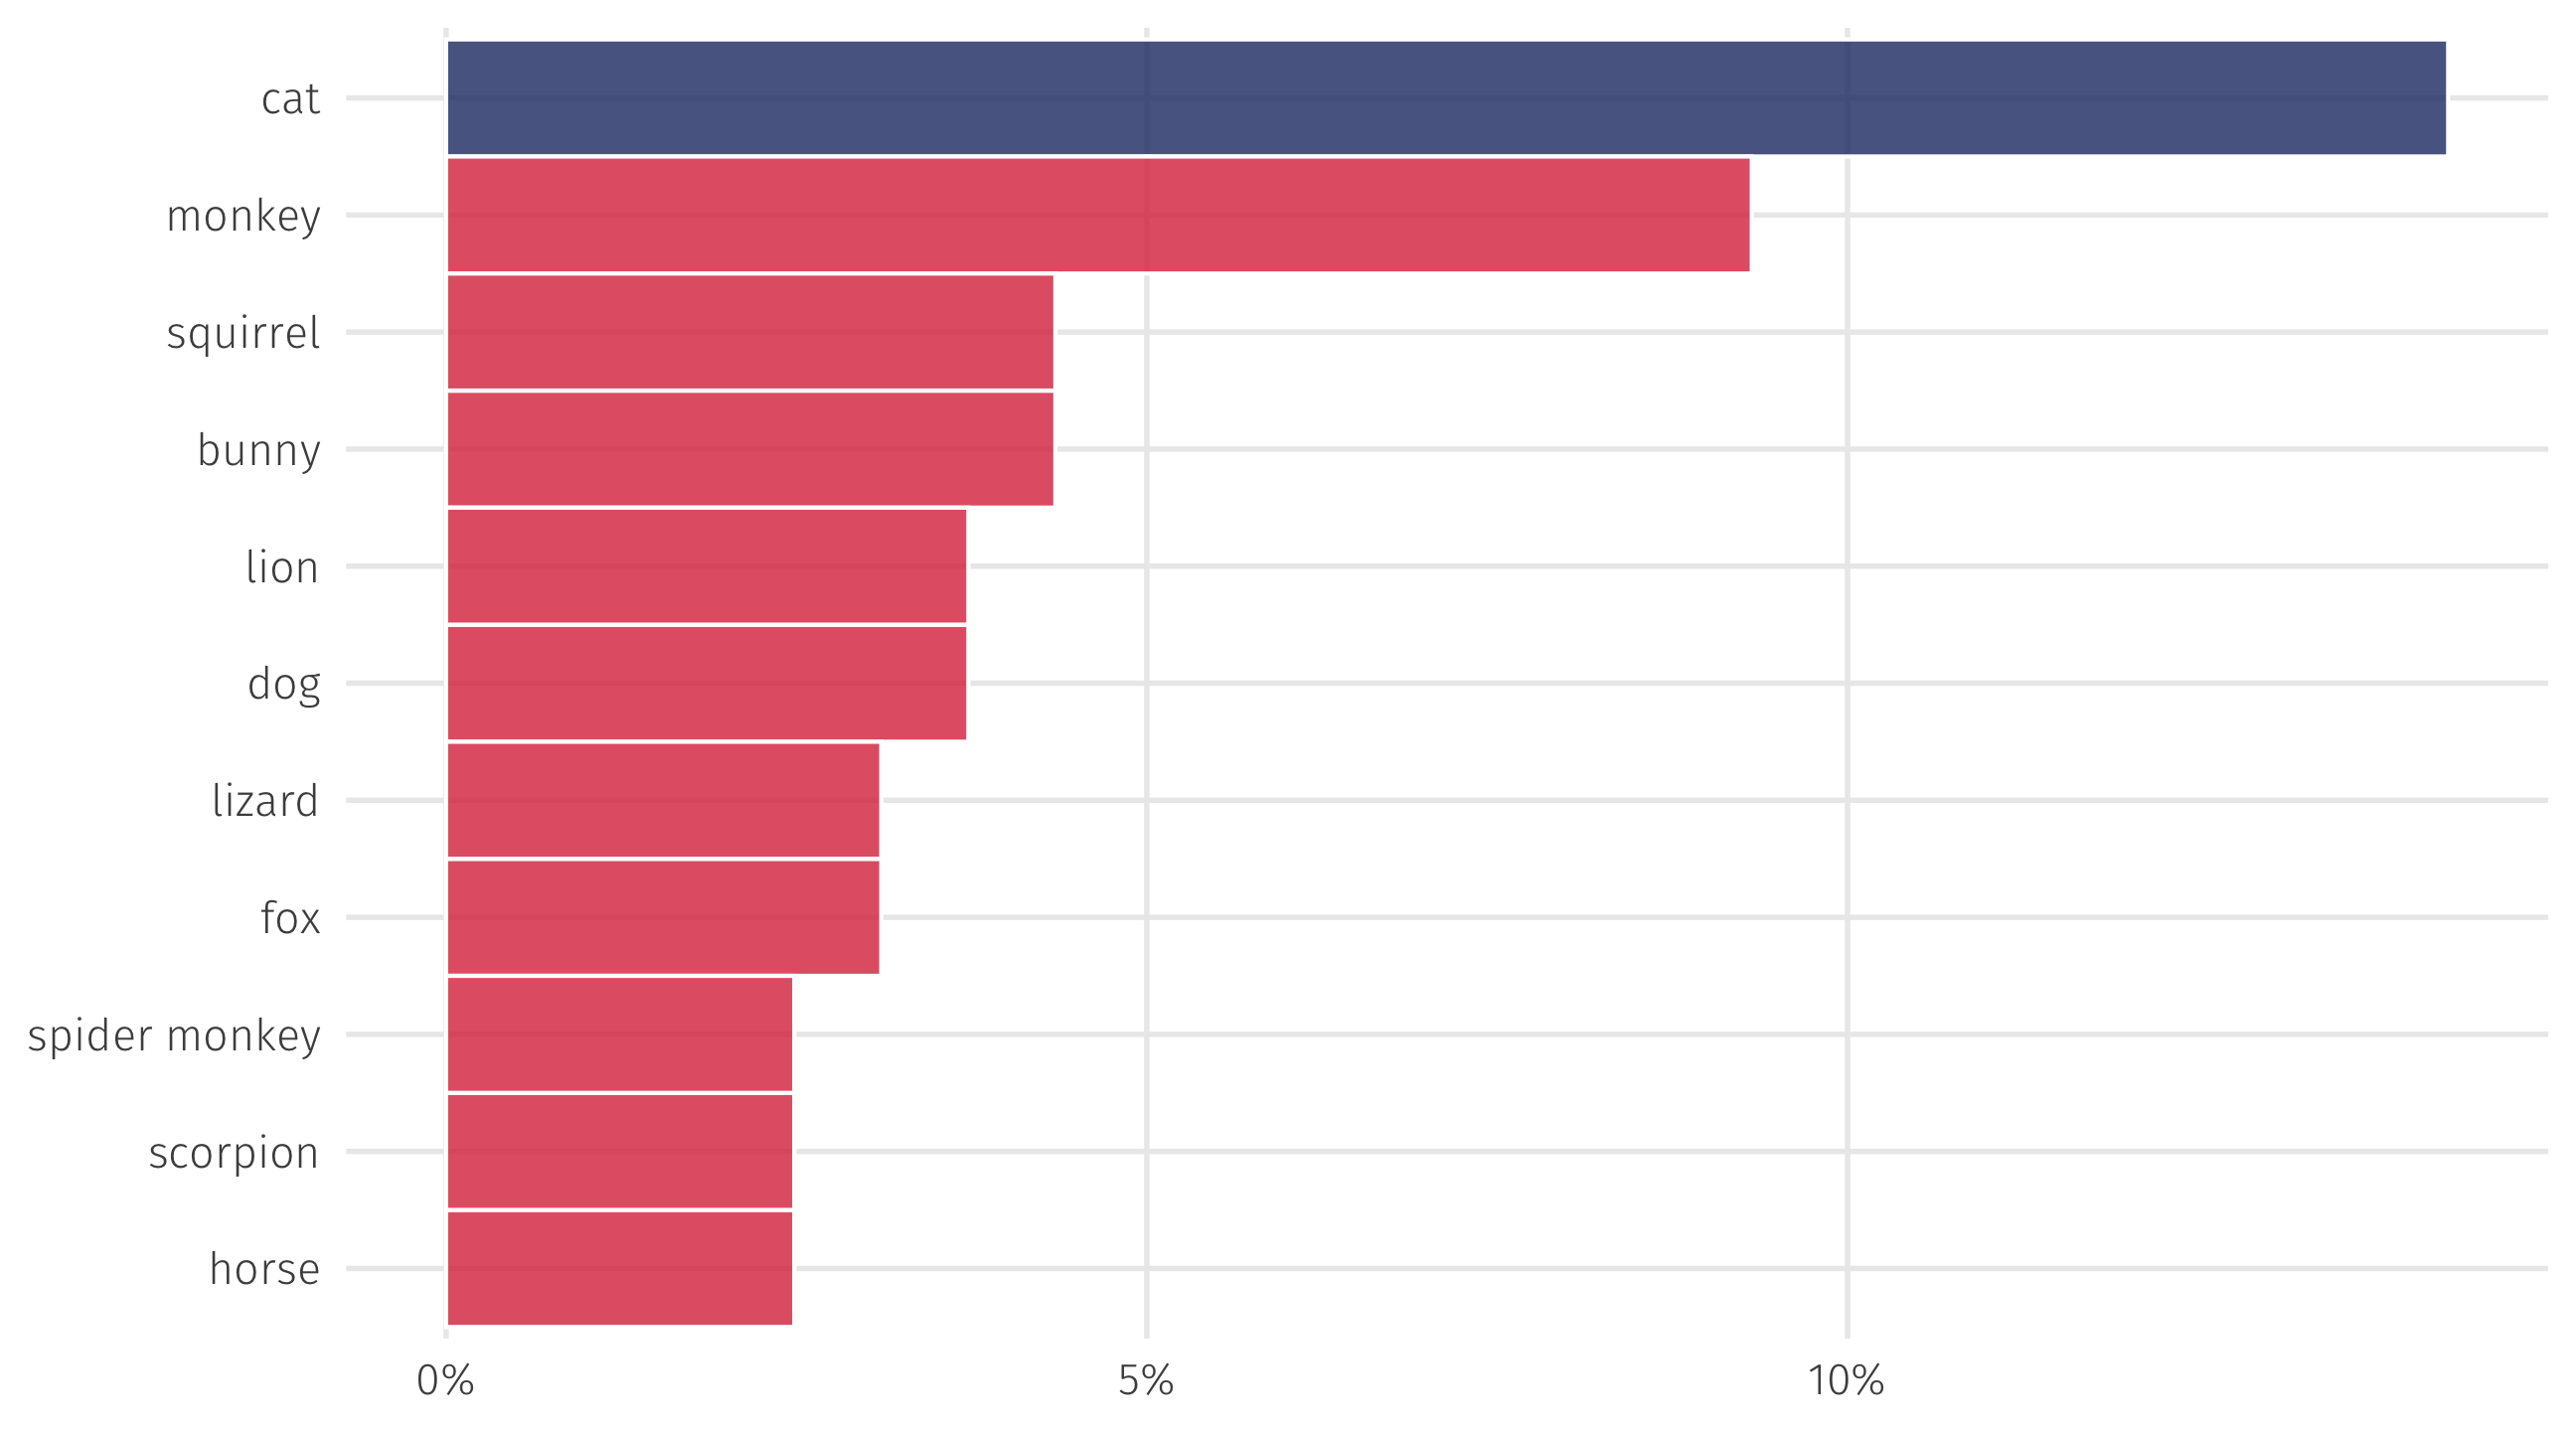 cat
monkey
squirrel
bunny
lion
dog
lizard
fox
spider monkey
scorpion
horse
0% 5% 10%